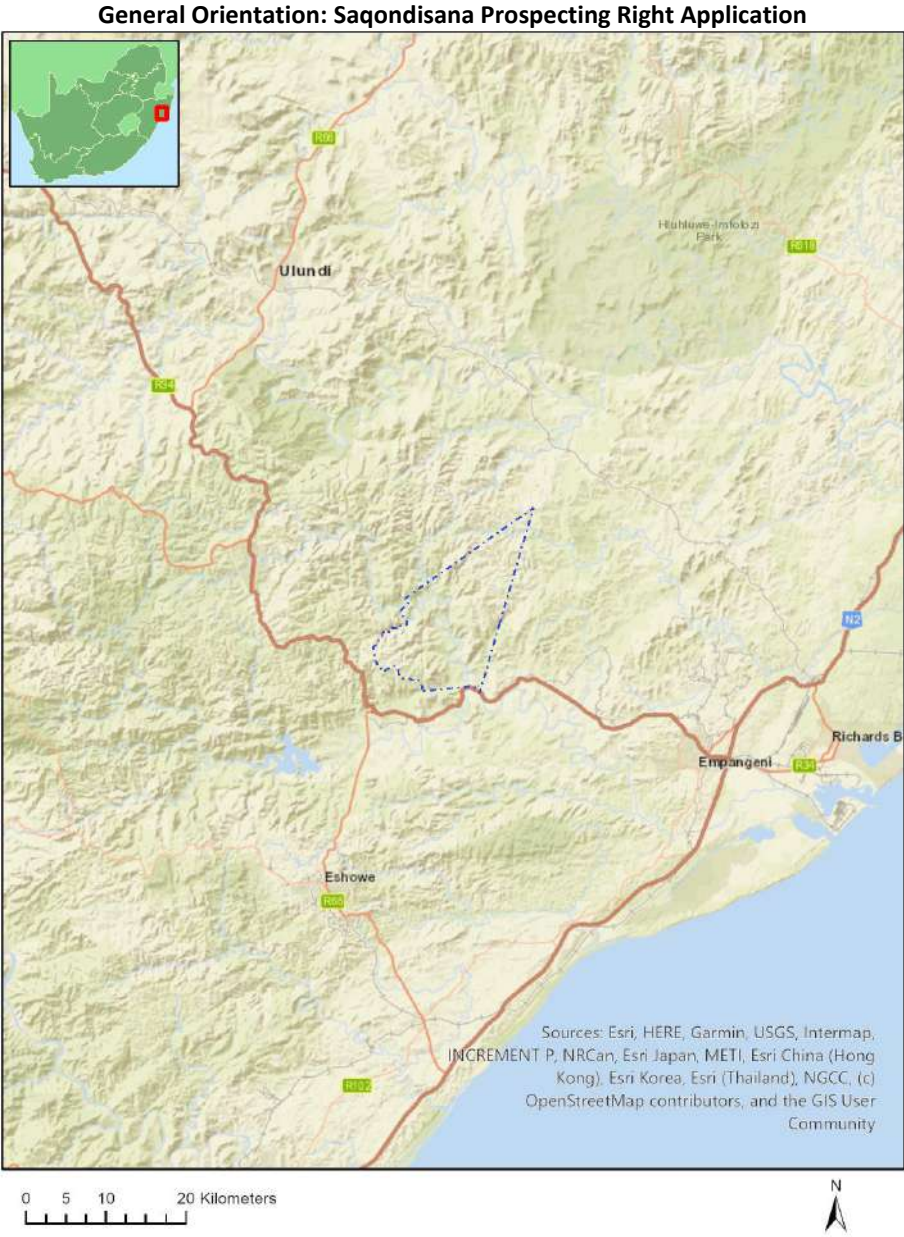 General Orientation: Saqondisana Prospecting Right Application
R66
Hluhluwe-Imfolozi
Park
R618
Ulundi
R34
N2
Richards B
Empangeni
R34
Eshowe
R66
Sources: Esri, HERE, Garmin, USGS, Intermap,
INCREMENT P, NRCan, Esri Japan, METI, Esri China (Hong
Kong), Esri Korea, Esri (Thailand), NGCC, (c)
OpenStreetMap contributors, and the GIS User
Community
R102
0 5 10 20 Kilometers
N